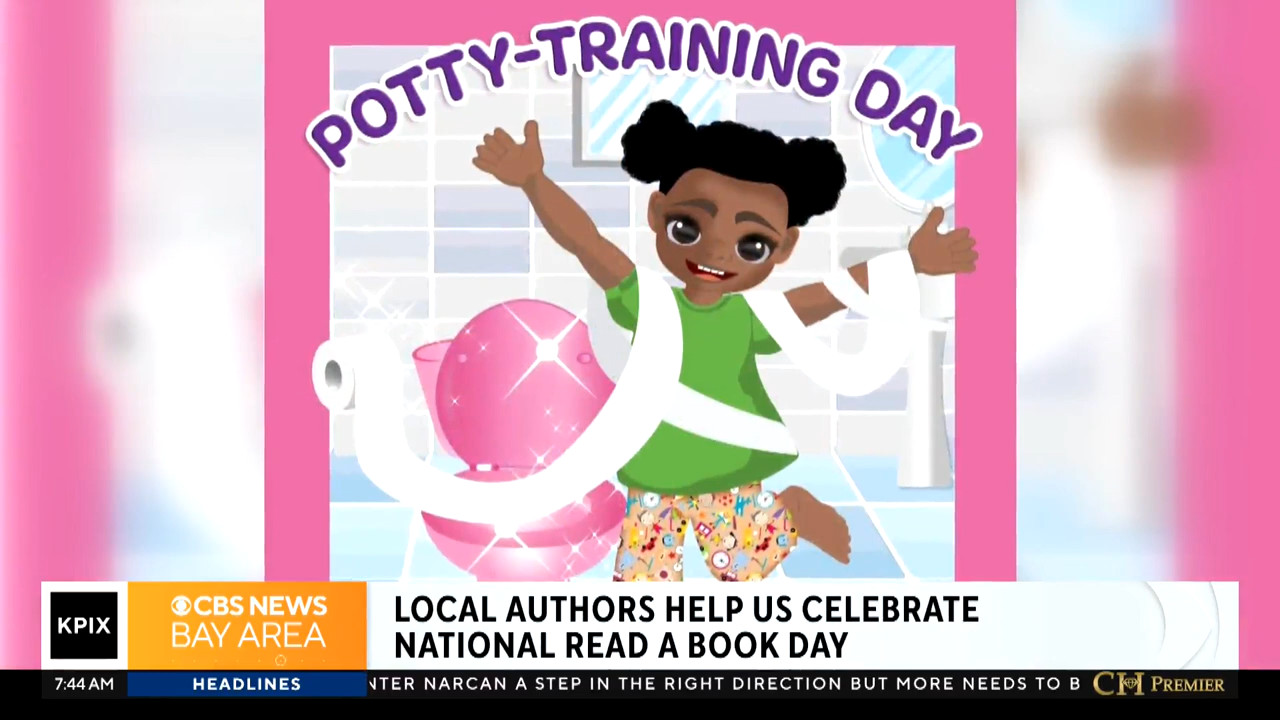 POTTY-TRAINING DAY
KPIX
CBS NEWS
BAY AREA
LOCAL AUTHORS HELP US CELEBRATE
NATIONAL READ A BOOK DAY
7:44 AM
HEADLINES
NTER NARCAN A STEP IN THE RIGHT DIRECTION BUT MORE NEEDS TO B
CH PREMIER